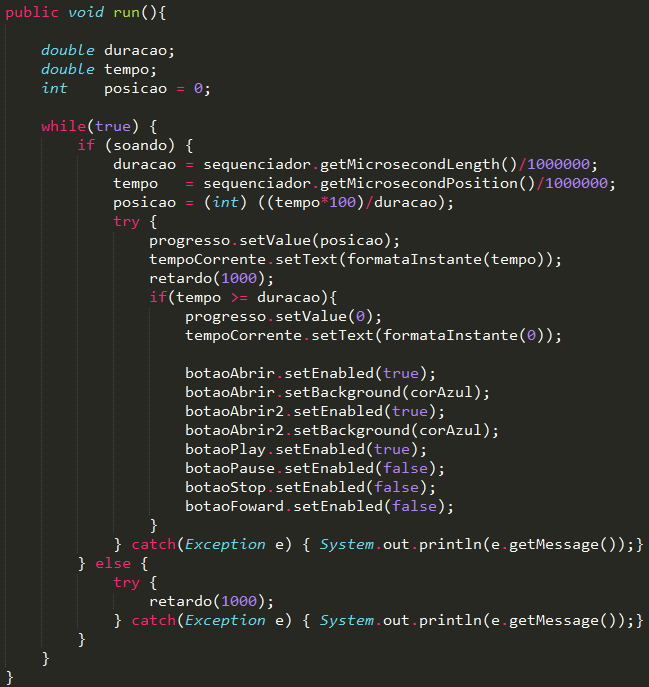 public void run(){
double duracao;
double tempo;
int posicao = 0;
while(true) {
if (soando) {
duracao = sequenciador.getMicrosecondLength()/1000000;
tempo = sequenciador.getMicrosecondPosition()/1000000;
posicao = (int) ((tempo*100)/duracao);
try {
progresso.setValue(posicao);
tempoCorrente.setText(formataInstante(tempo));
retardo(1000);
if(tempo >= duracao){
progresso.setValue(0);
tempoCorrente.setText(formataInstante(0));
botaoAbrir.setEnabled(true);
botaoAbrir.setBackground(corAzul);
botaoAbrir2.setEnabled(true);
botaoAbrir2.setBackground(corAzul);
botaoPlay.setEnabled(true);
botaoPause.setEnabled(false);
botaoStop.setEnabled(false);
botaoFoward.setEnabled(false);
}
} catch(Exception e) { System.out.println(e.getMessage());}
} else {
try {
retardo(1000);
} catch(Exception e) { System.out.println(e.getMessage());}
}
}
}